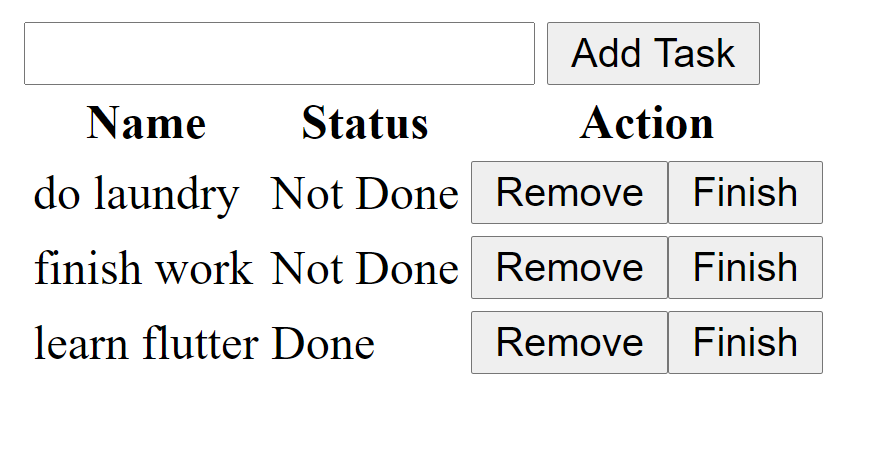 Add Task
Name Status Action
do laundry Not Done Remove Finish
finish work Not Done Remove Finish
learn flutter Done Remove Finish